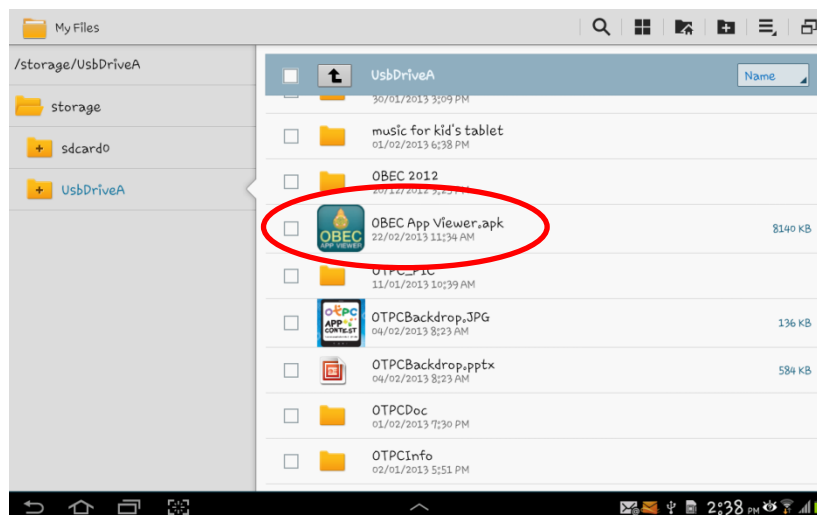 My Files
/storage/UsbDriveA
storage
sdcard0
UsbDriveA
UsbDriveA
Name
30/01/2013 3:09 PM
music for kid's tablet
01/02/2013 6:38 PM
OBEC 2012
OBEC
APP VIEWER
OBEC App Viewer.apk
8140 KB
22/02/2013 11:34 AM
OTPC_PIC
11/01/2013 10:39 AM
OTPC
APP
CONTEST
OTPCBackdrop.JPG
136 KB
04/02/2013 8:23 AM
OTPCBackdrop.pptx
584 KB
04/02/2013 8:23 AM
OTPCDoc
01/02/2013 7:30 PM
OTPCInfo
02/01/2013 5:51 PM
2:38 PM